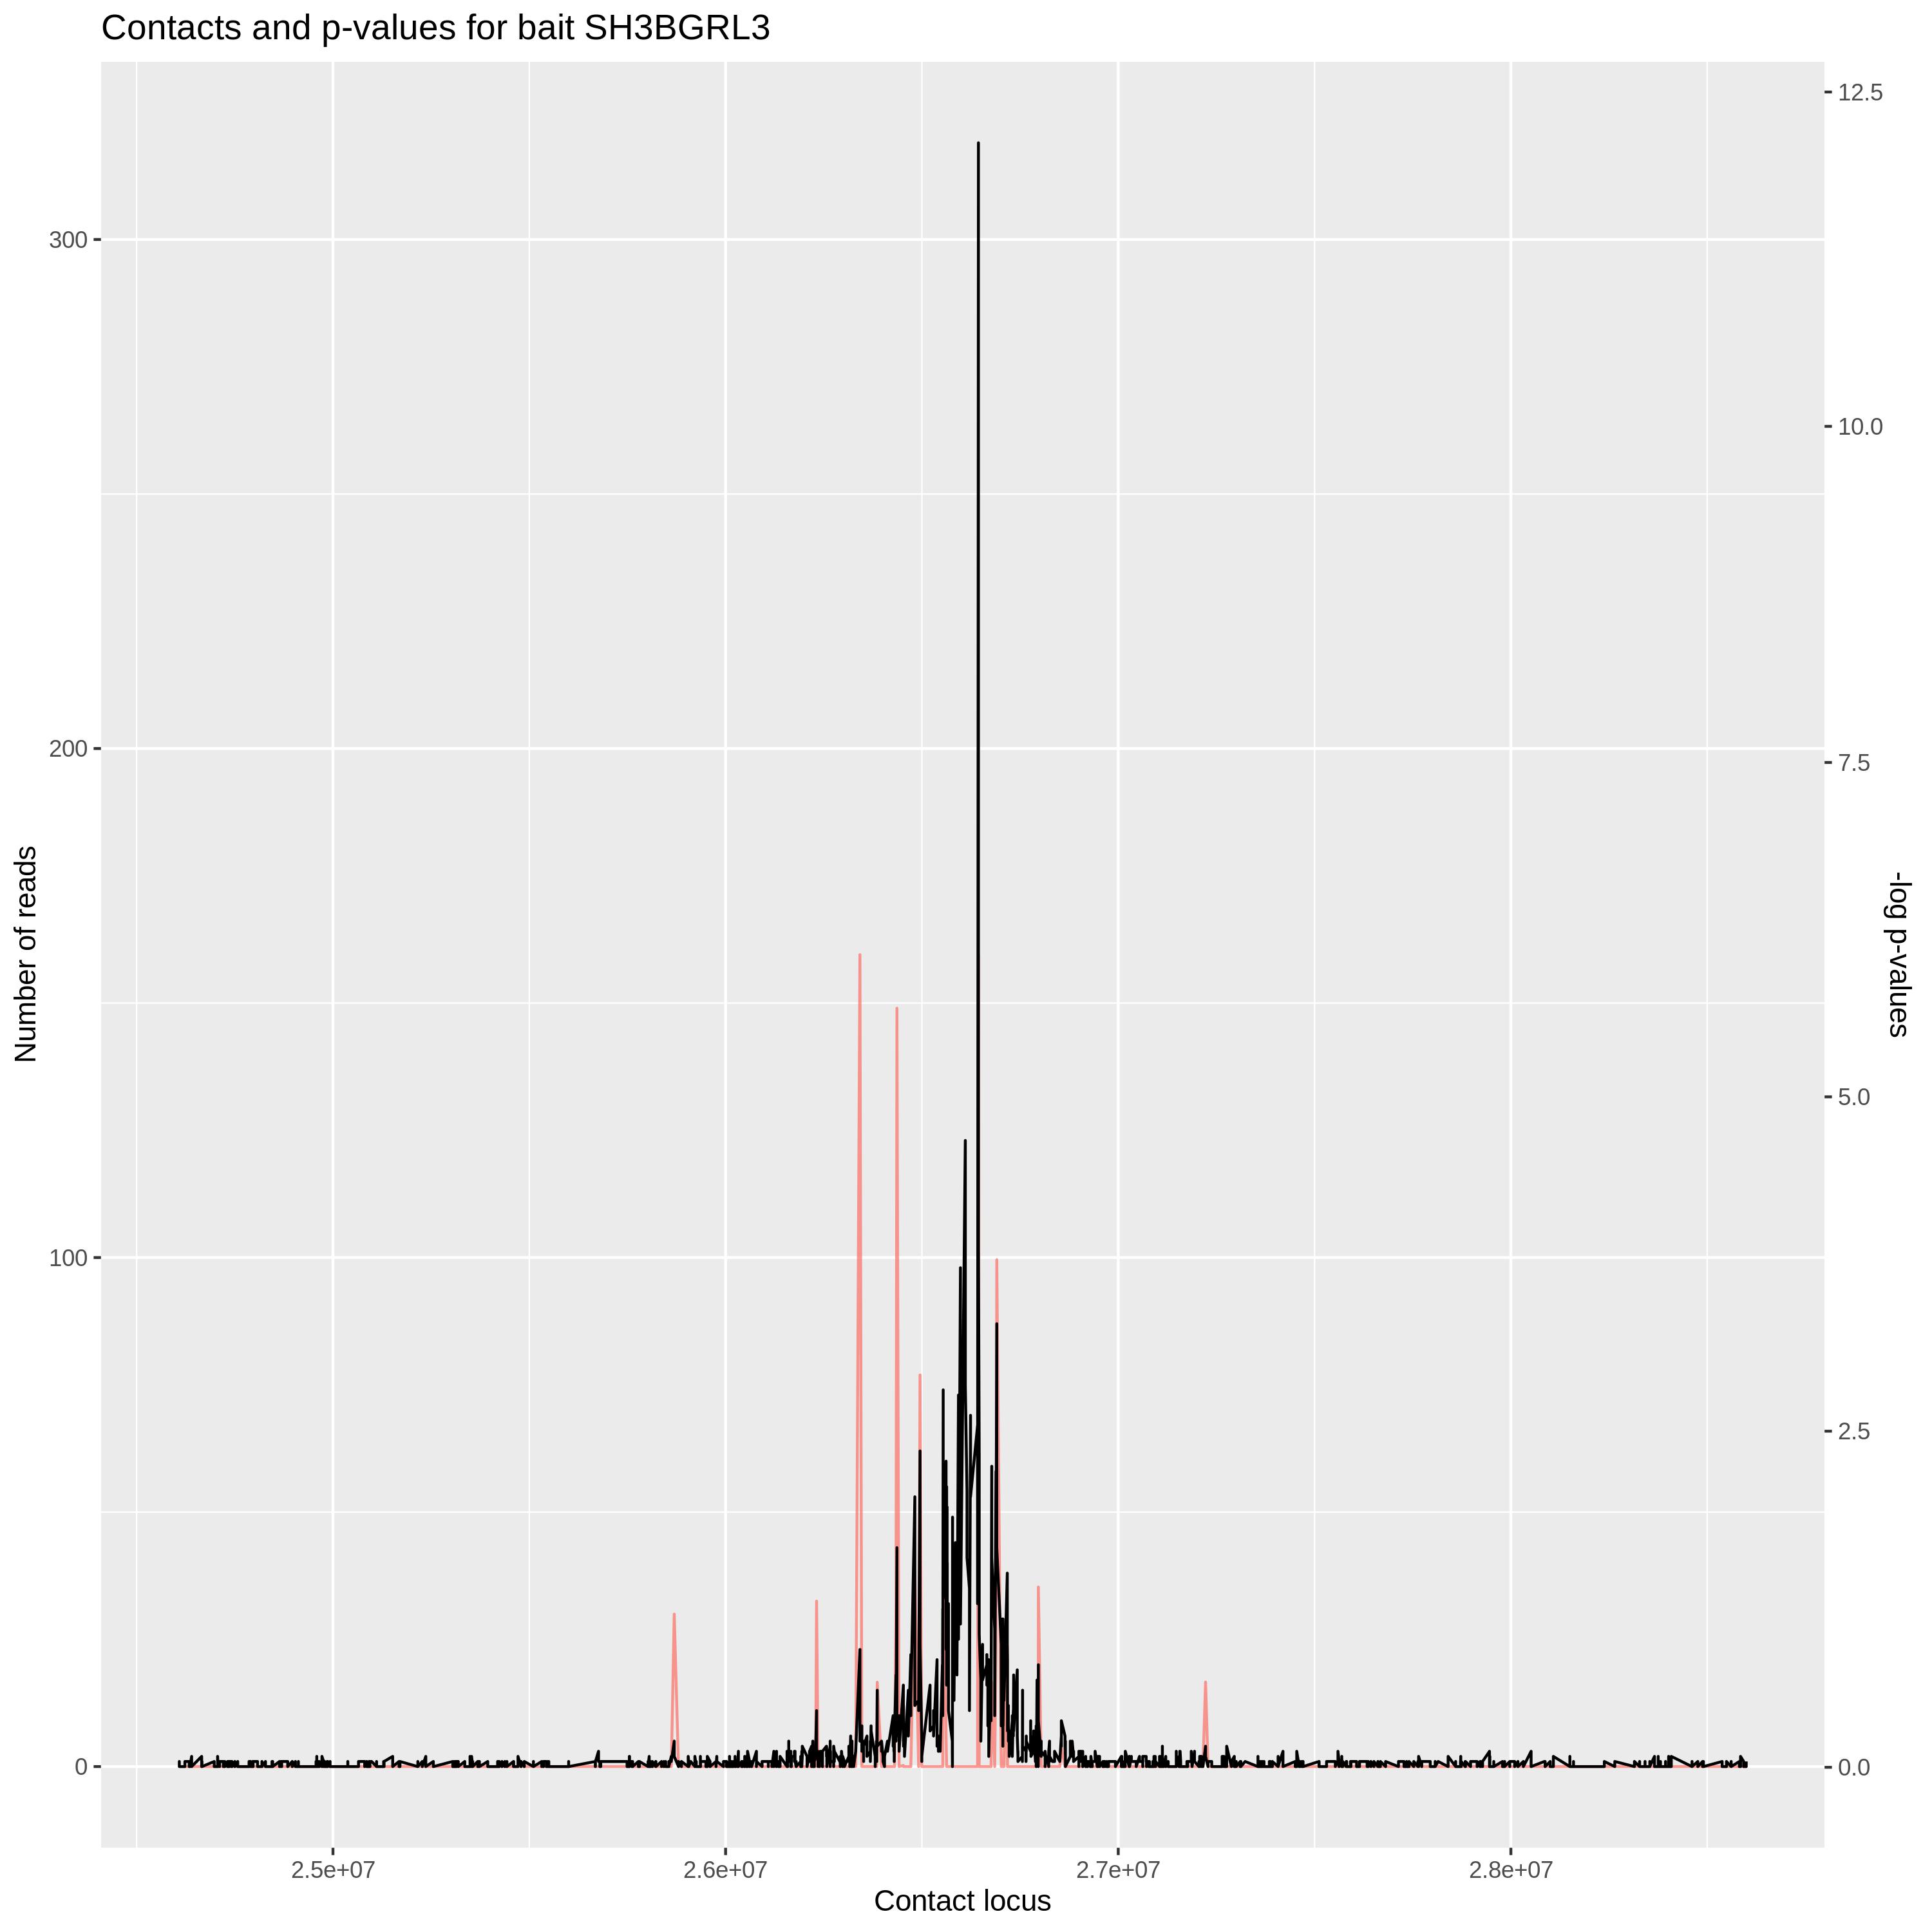 Contacts and p-values for bait SH3BGRL3
Number of reads
300
200
100
0
12.5
10.0
7.5
5.0
2.5
0.0
-log p-values
2.5e+07
2.6e+07
2.7e+07
2.8e+07
Contact locus